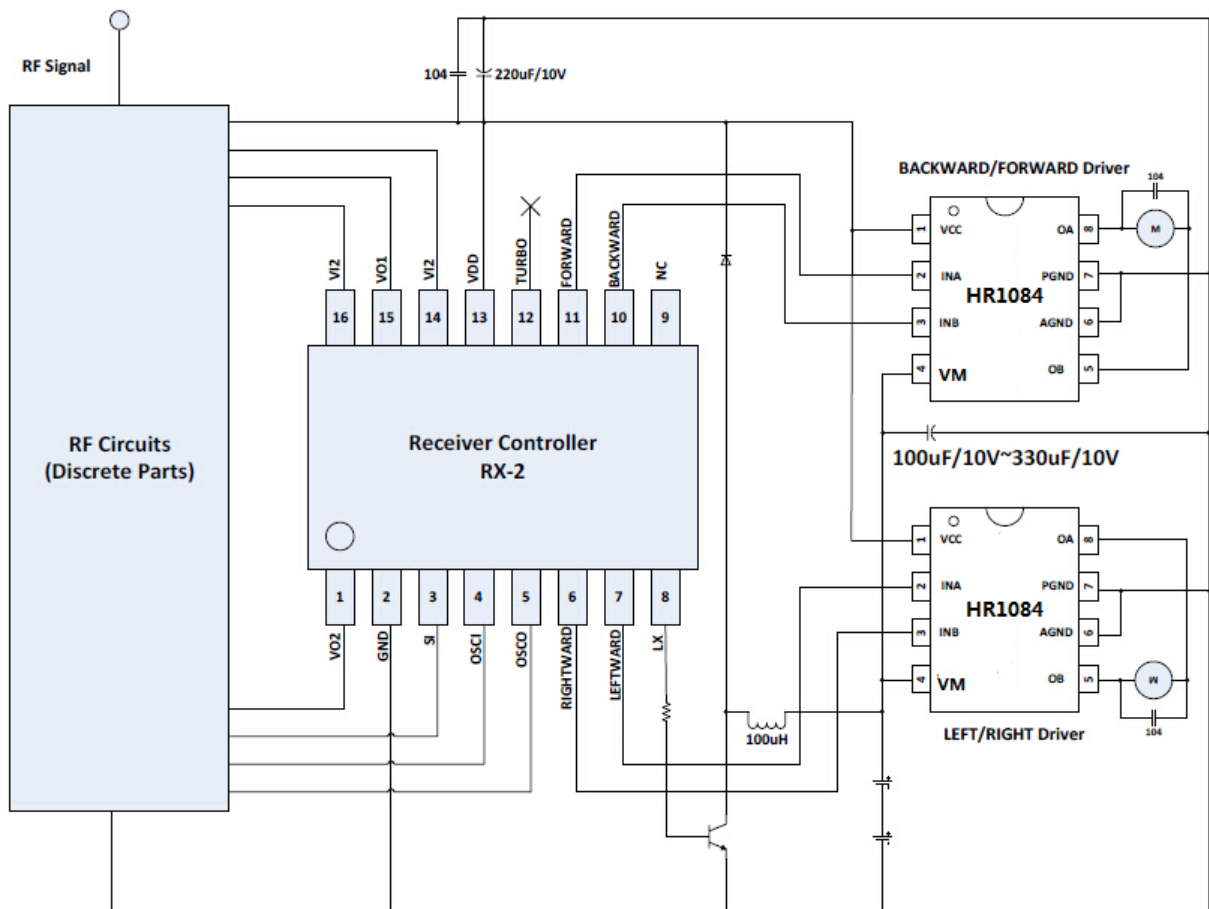 RF Signal
104
220uF/10V
BACKWARD/FORWARD Driver
104
M
1 VCC
2 INA
3 INB
4 VM
HR1084
OA 8
PGND 7
AGND 6
OB 5
VI2
VO1
VI2
VDD
TURBO
FORWARD
BACKWARD
NC
16
15
14
13
12
11
10
9
RF Circuits
(Discrete Parts)
Receiver Controller
RX-2
100uF/10V~330uF/10V
1
2
3
4
5
6
7
8
VO2
GND
SI
OSCI
OSCO
RIGHTWARD
LEFTWARD
LX
1 VCC
2 INA
3 INB
4 VM
HR1084
OA 8
PGND 7
AGND 6
OB 5
M
104
100uH
LEFT/RIGHT Driver